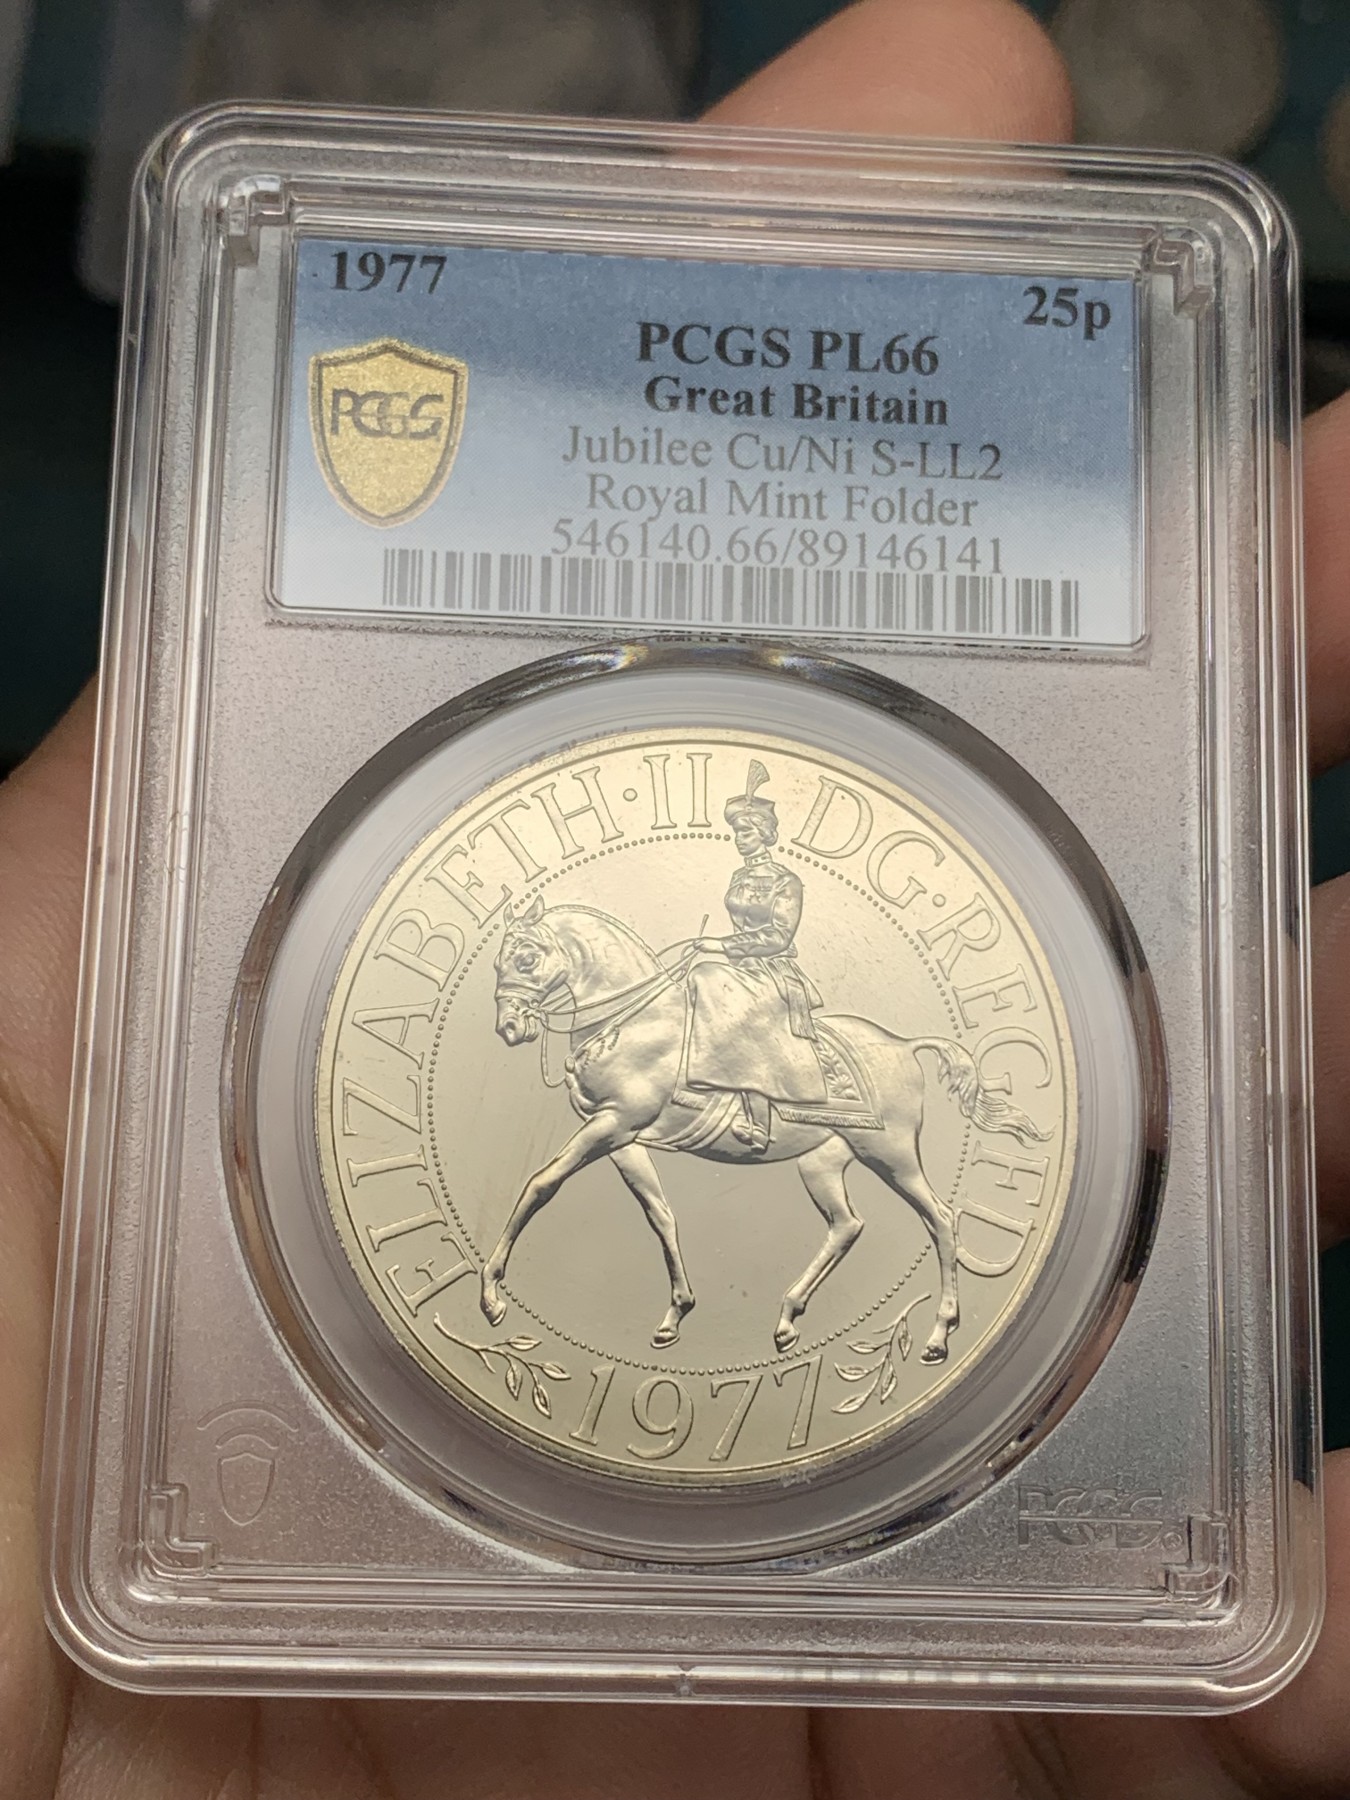 1977
25p
PCGS PL66
Great Britain
PCGS
Jubilee Cu/Ni S-LL2
Royal Mint Folder
546140.66/89146141
ELIZABETH·II DG·REG FD
1977
PCGS